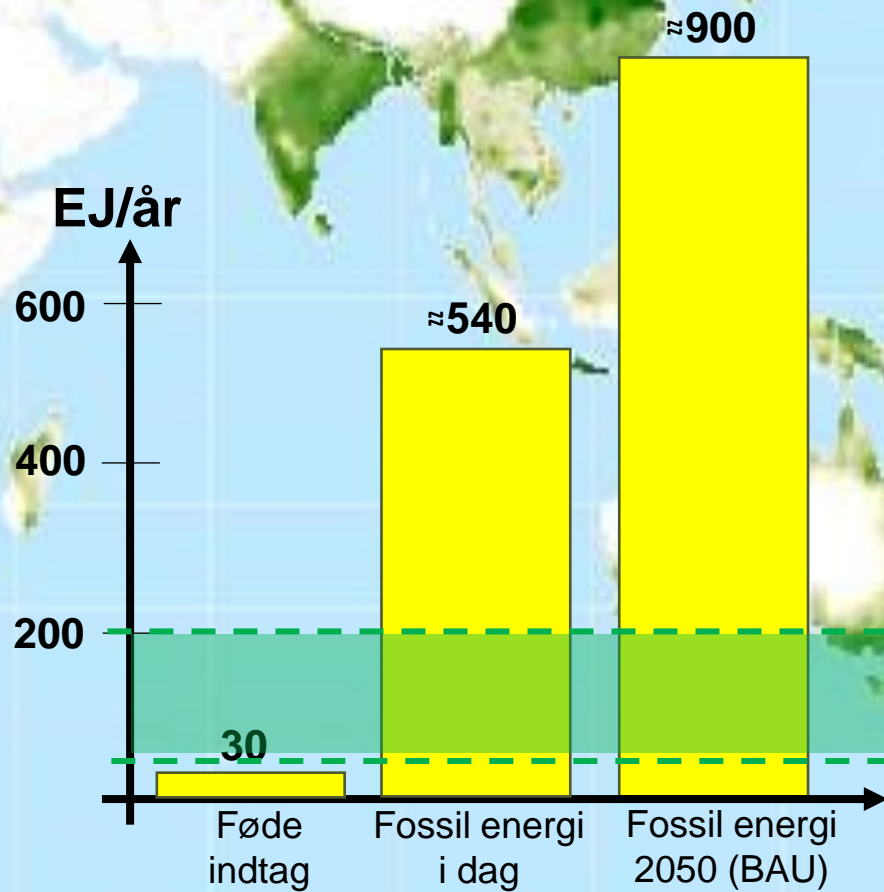 ≈900
EJ/år
600
≈540
400
200
30
Føde
indtag
Fossil energi
i dag
Fossil energi
2050 (BAU)